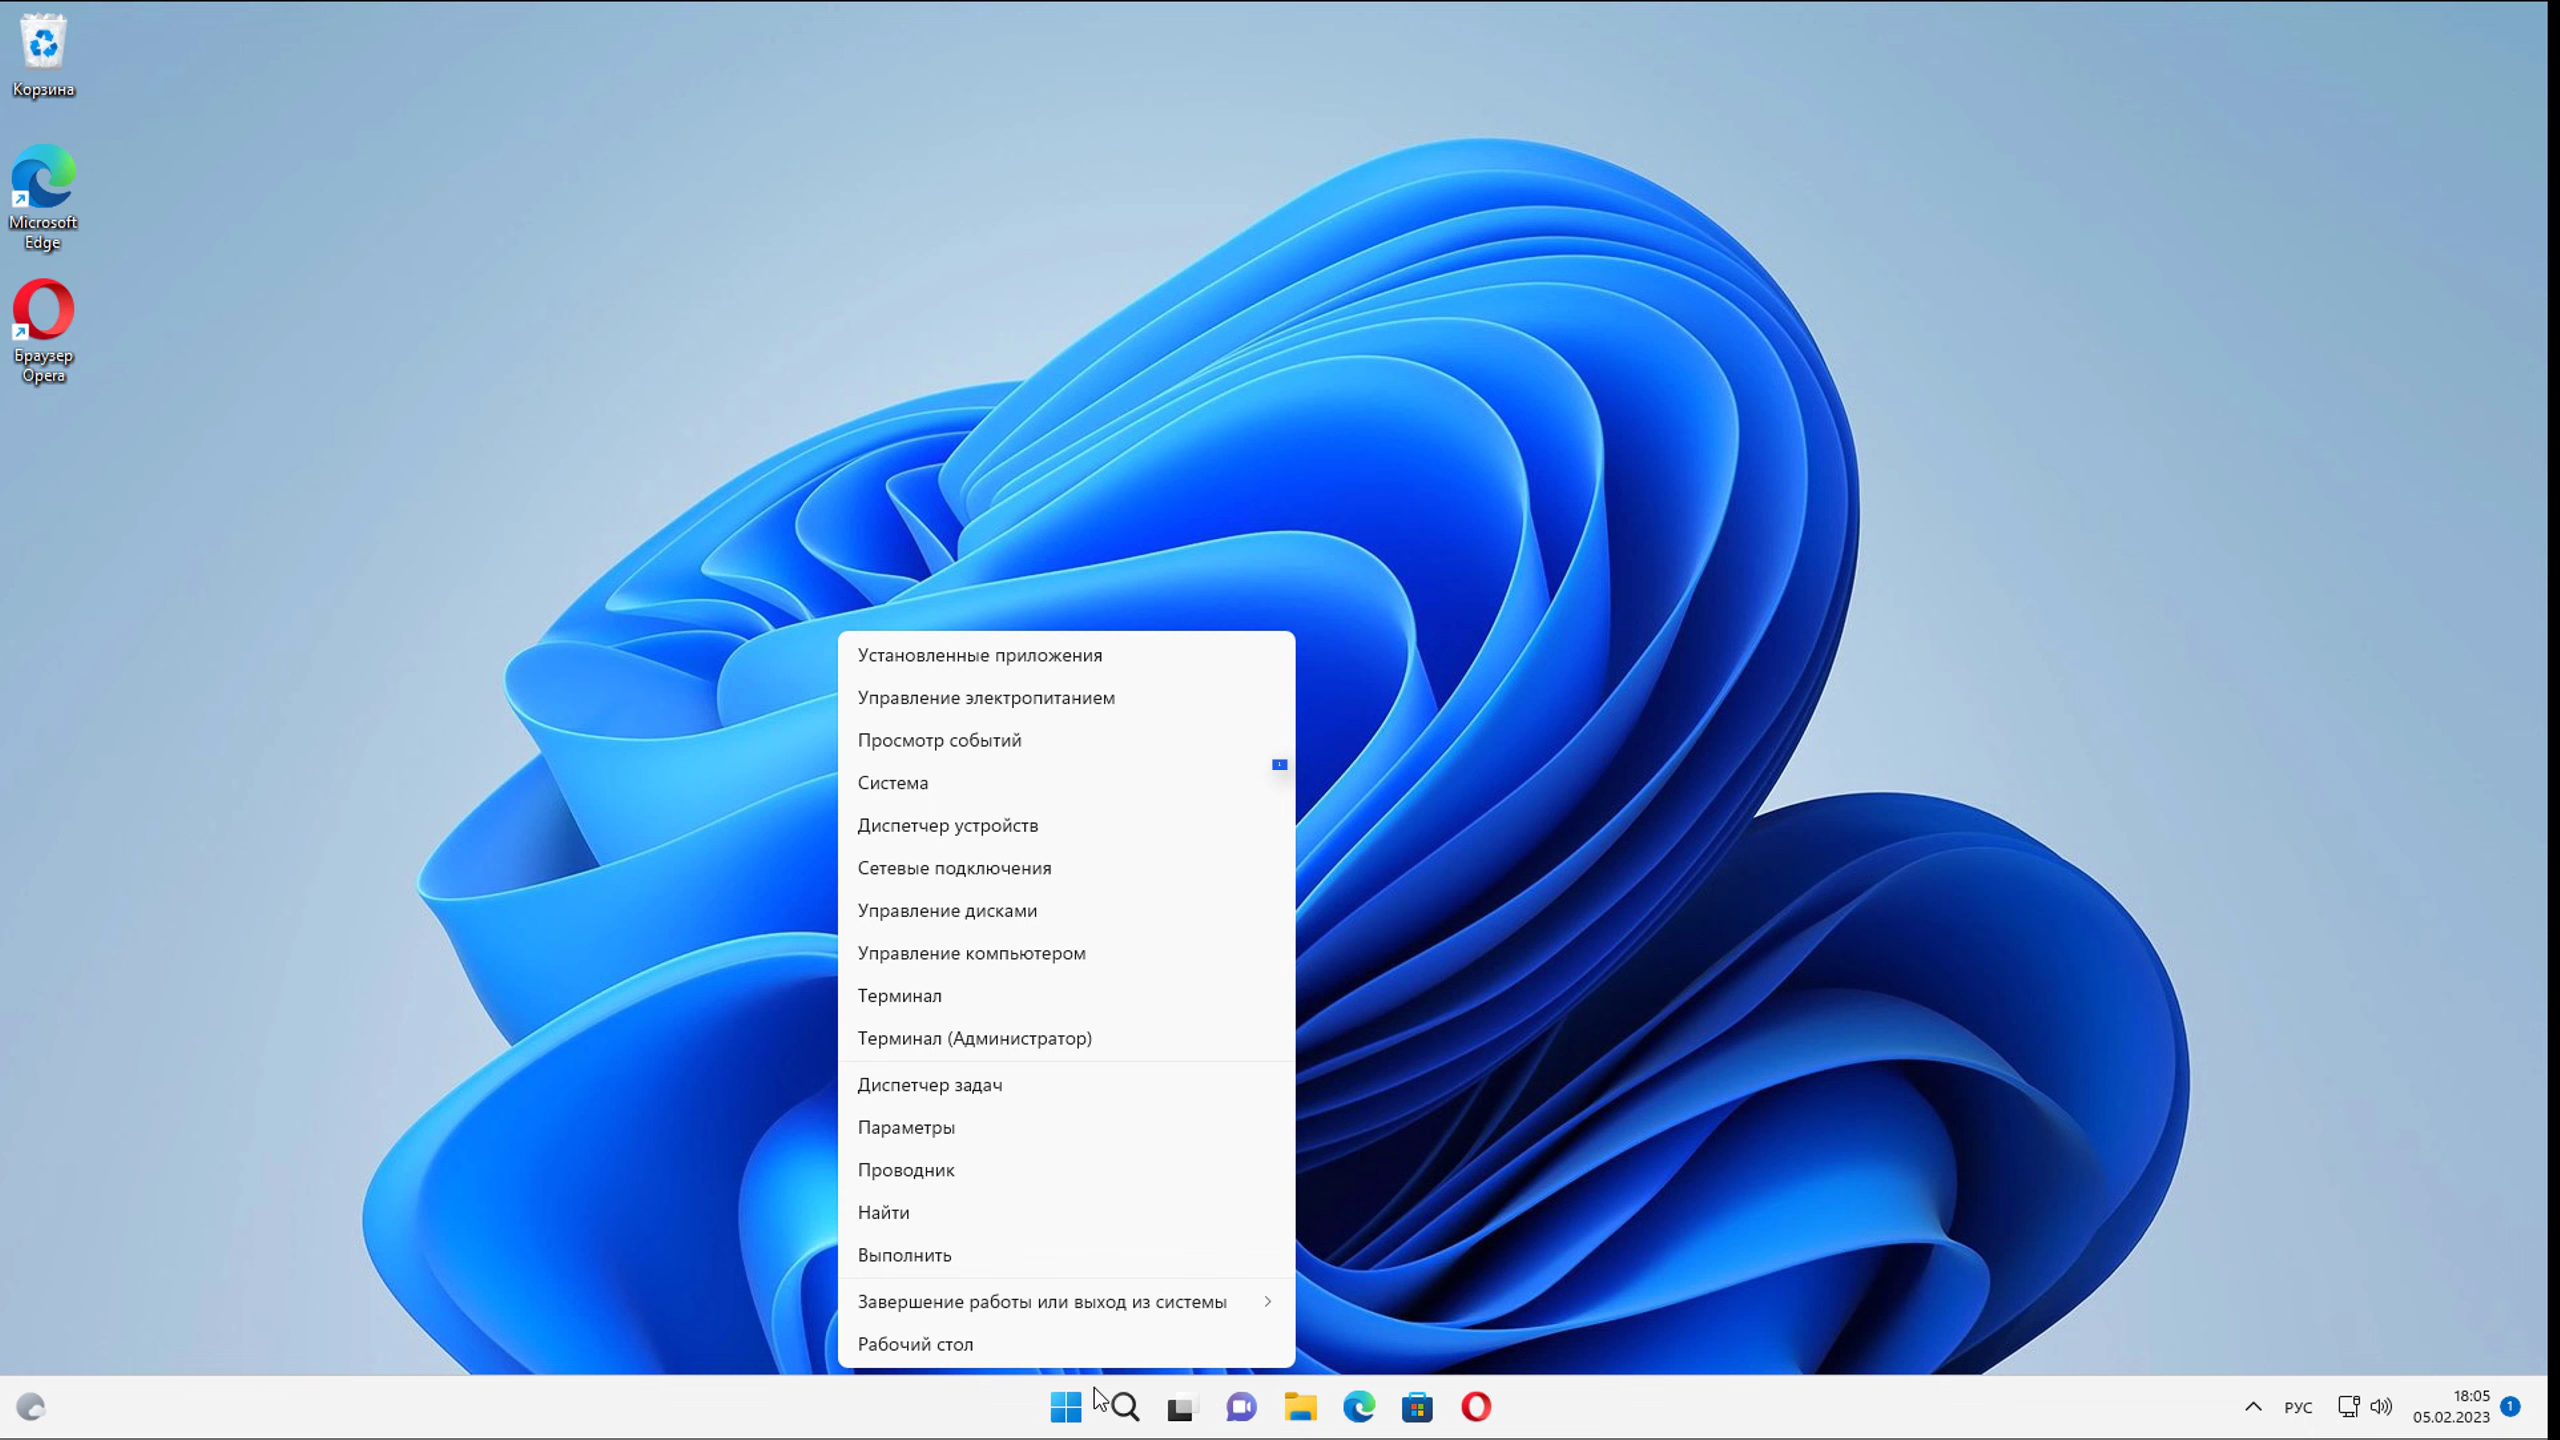 Корзина
Microsoft
Edge
Браузер
Opera
Установленные приложения
Управление электропитанием
Просмотр событий
Система
Диспетчер устройств
Сетевые подключения
Управление дисками
Управление компьютером
Терминал
Терминал (Администратор)
Диспетчер задач
Параметры
Проводник
Найти
Выполнить
Завершение работы или выход из системы
Рабочий стол
РУС
18:05
05.02.2023
1